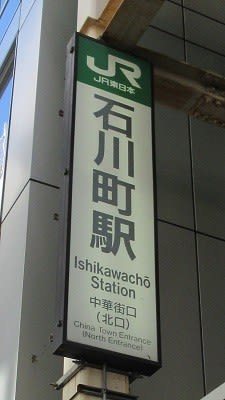 JR
JR東日本
石川町駅
Ishikawachō
Station
中華街口
(北口)
China Town Entrance
(North Entrance)